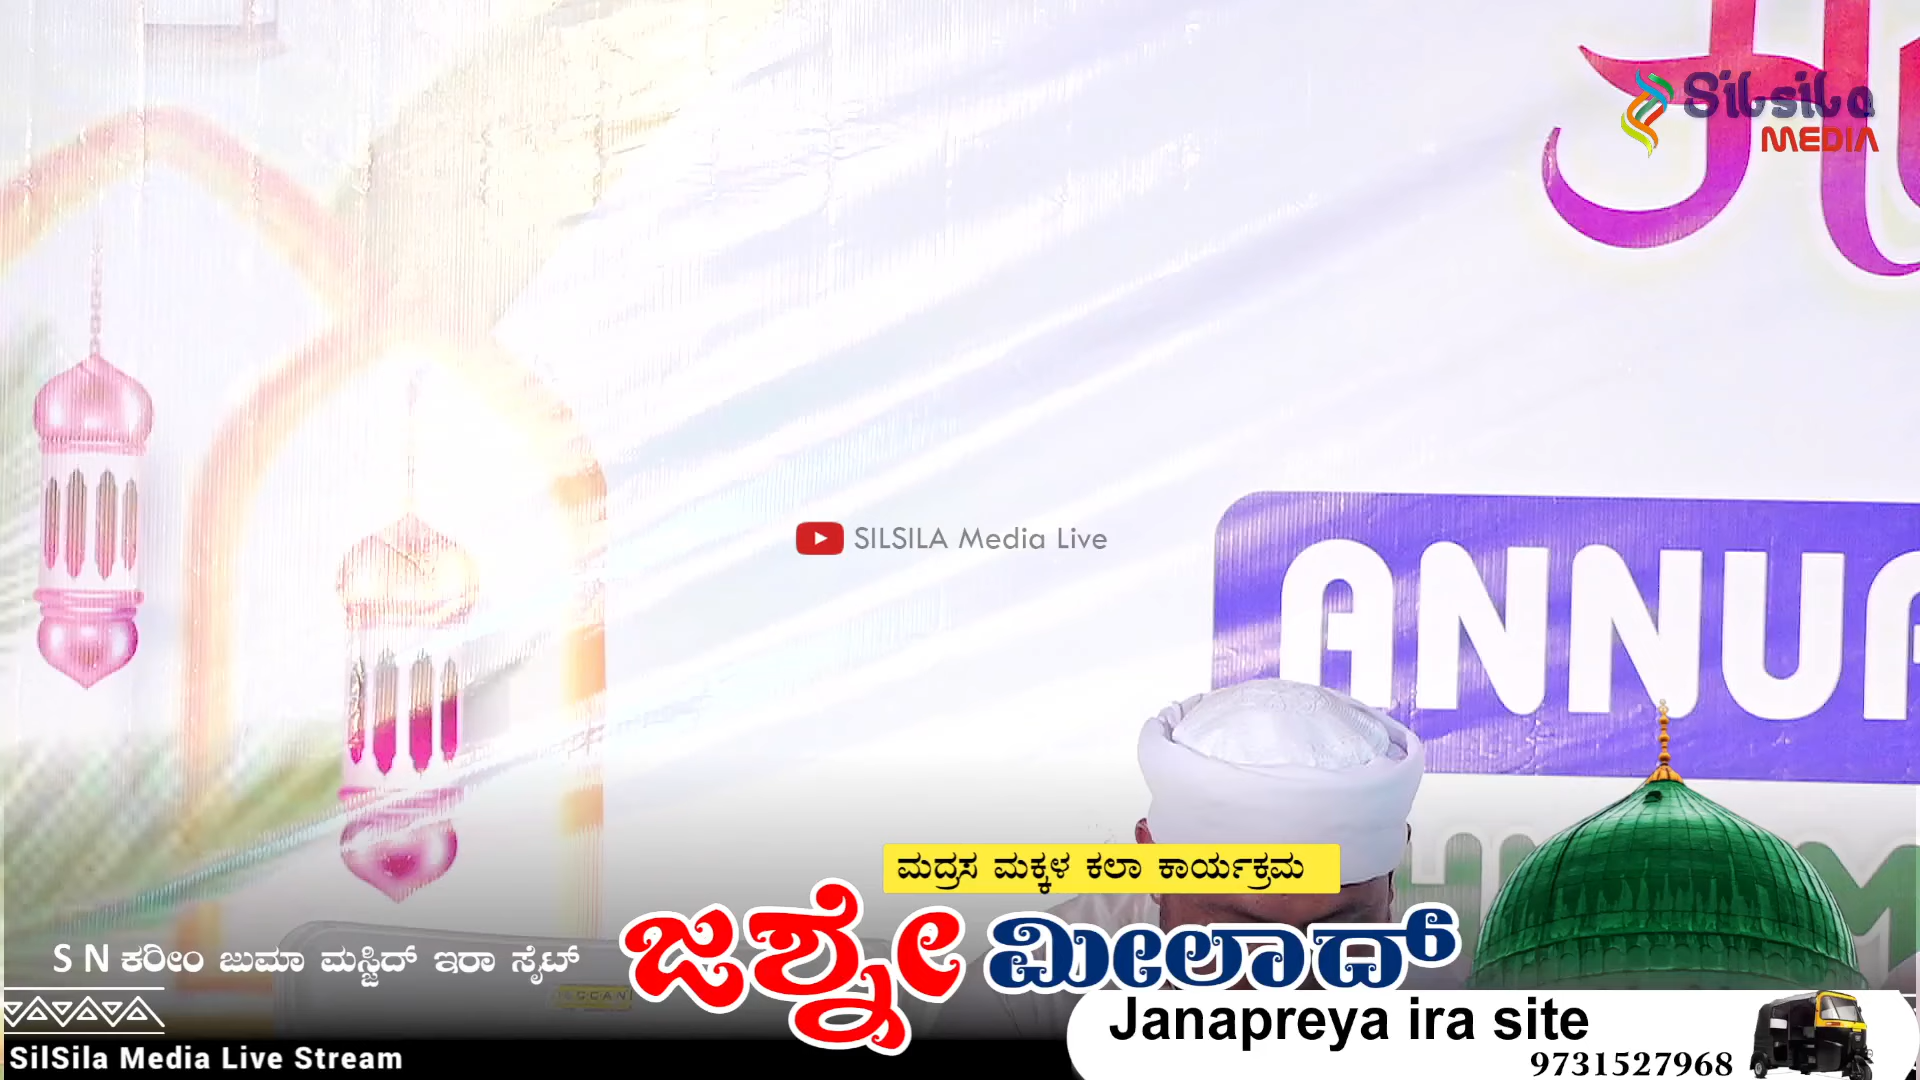 Silsila
MEDIA
SILSILA Media Live
ANNUA
ಮದ್ರಸ ಮಕ್ಕಳ ಕಲಾ ಕಾರ್ಯಕ್ರಮ
ಜಶ್ನೇ ಮೀಲಾದ್
S N ಕರೀಂ ಜುಮಾ ಮಸ್ಜಿದ್ ಇರಾ ಸೈಟ್
Janapreya ira site
9731527968
SilSila Media Live Stream